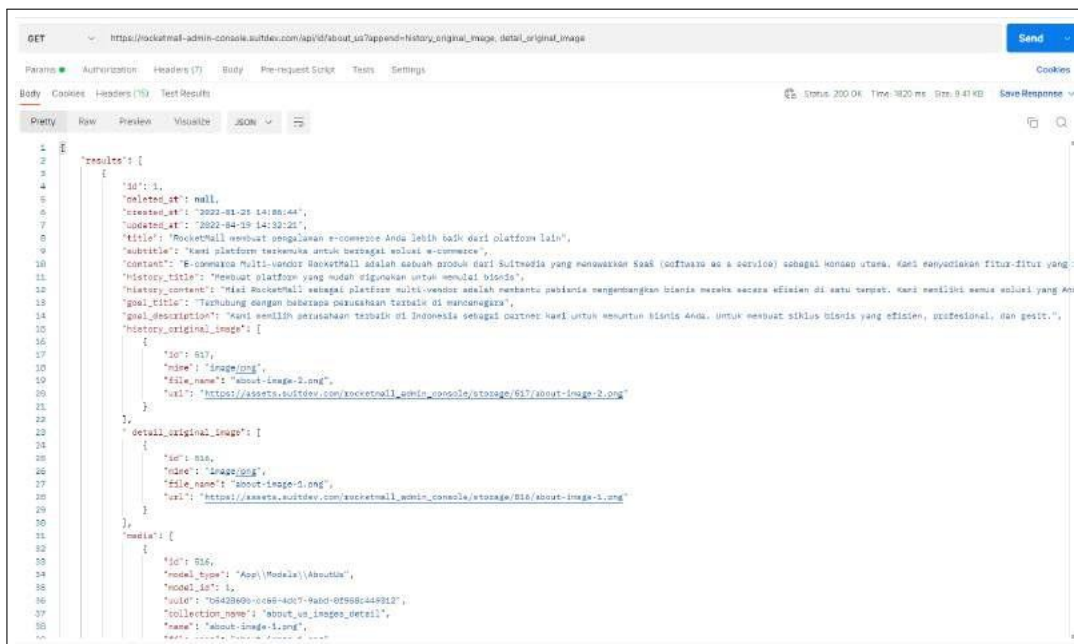 GET https://rocketmall-admin-console.suitdev.com/api/id/about_us?append=history_original_image, detail_original_image Send
Params Authorization Headers (7) Body Pre-request Script Tests Settings Cookies
Body Cookies Headers (15) Test Results Status: 200 OK Time: 1820 ms Size: 9.41 KB Save Response
Pretty Raw Preview Visualize JSON
1 {
2 "results": [
3 {
4 "id": 1,
5 "deleted_at": null,
6 "created_at": "2022-01-25 14:06:44",
7 "updated_at": "2022-04-19 14:32:21",
8 "title": "RocketMall membuat pengalaman e-commerce Anda lebih baik dari platform lain",
9 "subtitle": "Kami platform terkemuka untuk berbagai solusi e-commerce",
10 "content": "E-commerce Multi-vendor RocketMall adalah sebuah produk dari Suitmedia yang menawarkan SaaS (software as a service) sebagai konsep utama. Kami menyediakan fitur-fitur yang
11 "history_title": "Membuat platform yang mudah digunakan untuk memulai bisnis",
12 "history_content": "Misi RocketMall sebagai platform multi-vendor adalah membantu pebisnis mengembangkan bisnis mereka secara efisien di satu tempat. Kami memiliki semua solusi yang And
13 "goal_title": "Terhubung dengan beberapa perusahaan terbaik di mancanegara",
14 "goal_description": "Kami memilih perusahaan terbaik di Indonesia sebagai partner kami untuk menuntun bisnis Anda. Untuk membuat siklus bisnis yang efisien, profesional, dan gesit.",
15 "history_original_image": [
16 {
17 "id": 517,
18 "mime": "image/png",
19 "file_name": "about-image-2.png",
20 "url": "https://assets.suitdev.com/rocketmall_admin_console/storage/517/about-image-2.png"
21 }
22 ],
23 " detail_original_image": [
24 {
25 "id": 516,
26 "mime": "image/png",
27 "file_name": "about-image-1.png",
28 "url": "https://assets.suitdev.com/rocketmall_admin_console/storage/516/about-image-1.png"
29 }
30 ],
31 "media": [
32 {
33 "id": 516,
34 "model_type": "App\\Models\\AboutUs",
35 "model_id": 1,
36 "uuid":
37 "collection_name": "about_us_images_detail",
38 "name": "about-image-1.png",